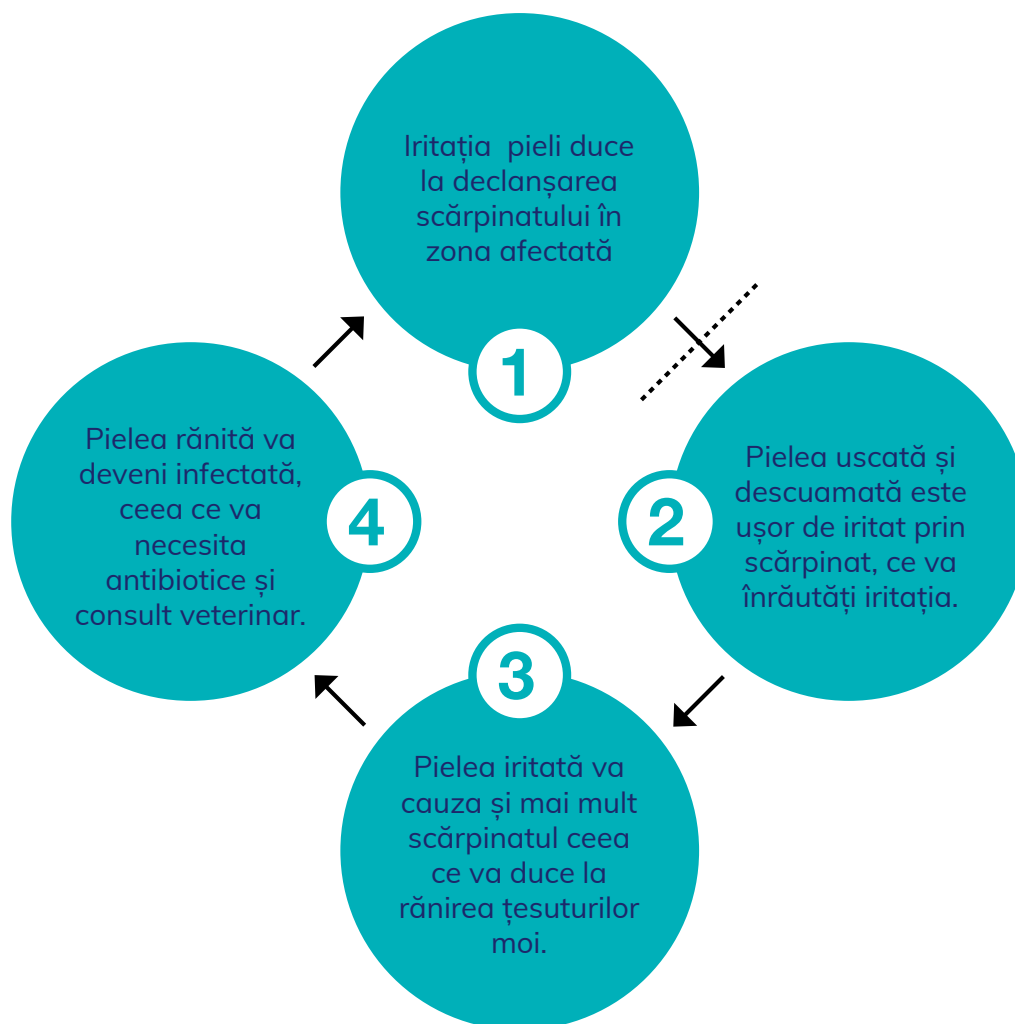 Iritația  pieli duce
la declanșarea
scărpinatului în
zona afectată
1
Pielea uscată și
descuamată este
ușor de iritat prin
scărpinat, ce va
înrăutăți iritația.
2
3
Pielea iritată va
cauza și mai mult
scărpinatul ceea
ce va duce la
rănirea țesuturilor
moi.
Pielea rănită va
deveni infectată,
ceea ce va
necesita
antibiotice și
consult veterinar.
4